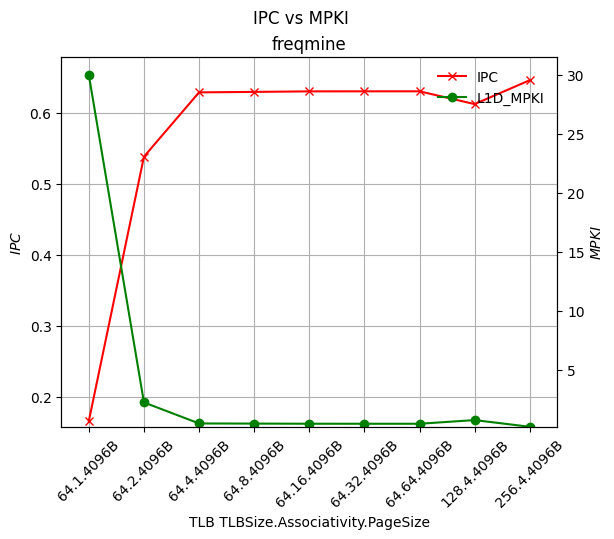 IPC vs MPKI
freqmine
IPC
L1D_MPKI
0.6
0.5
0.4
0.3
0.2
IPC
30
25
20
15
10
5
MPKI
64.1.4096B
64.2.4096B
64.4.4096B
64.8.4096B
64.16.4096B
64.32.4096B
64.64.4096B
128.4.4096B
256.4.4096B
TLB TLBSize.Associativity.PageSize